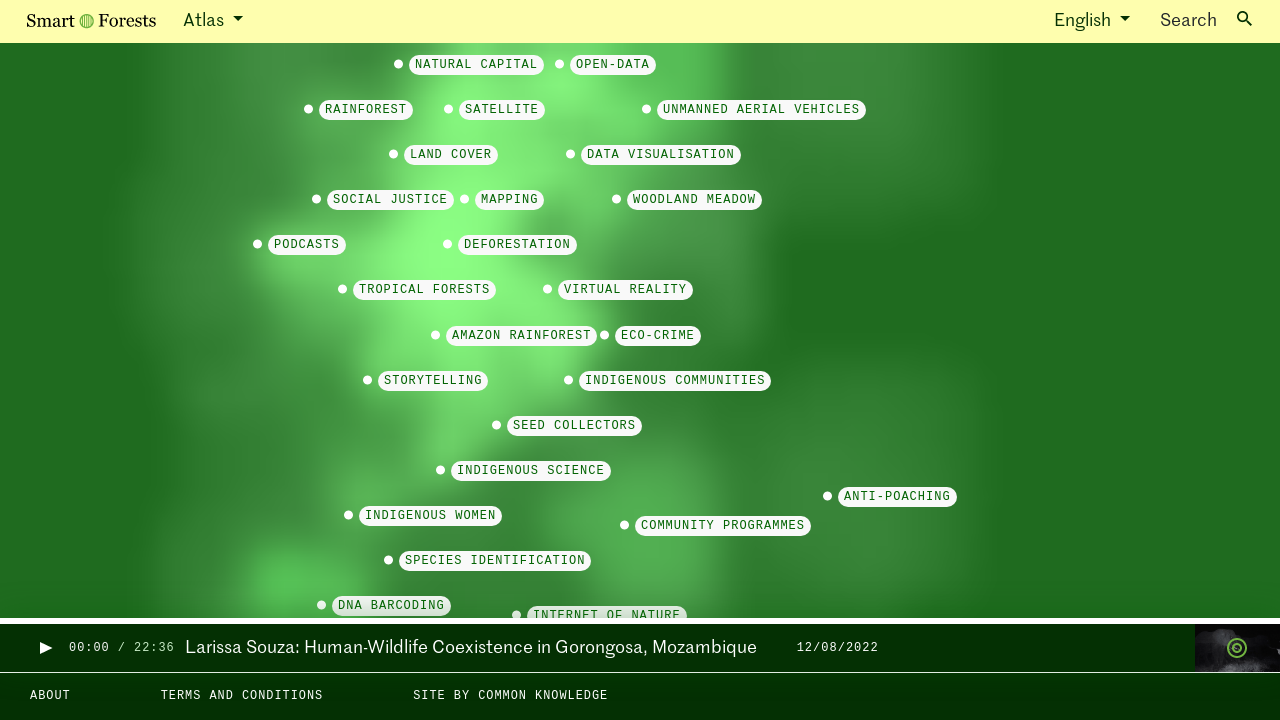 Smart Forests Atlas English Search
NATURAL CAPITAL OPEN-DATA
RAINFOREST SATELLITE UNMANNED AERIAL VEHICLES
LAND COVER DATA VISUALISATION
SOCIAL JUSTICE MAPPING WOODLAND MEADOW
PODCASTS DEFORESTATION
TROPICAL FORESTS VIRTUAL REALITY
AMAZON RAINFOREST ECO-CRIME
STORYTELLING INDIGENOUS COMMUNITIES
SEED COLLECTORS
INDIGENOUS SCIENCE
ANTI-POACHING
INDIGENOUS WOMEN COMMUNITY PROGRAMMES
SPECIES IDENTIFICATION
DNA BARCODING INTERNET OF NATURE
00:00 / 22:36 Larissa Souza: Human-Wildlife Coexistence in Gorongosa, Mozambique 12/08/2022
ABOUT TERMS AND CONDITIONS SITE BY COMMON KNOWLEDGE